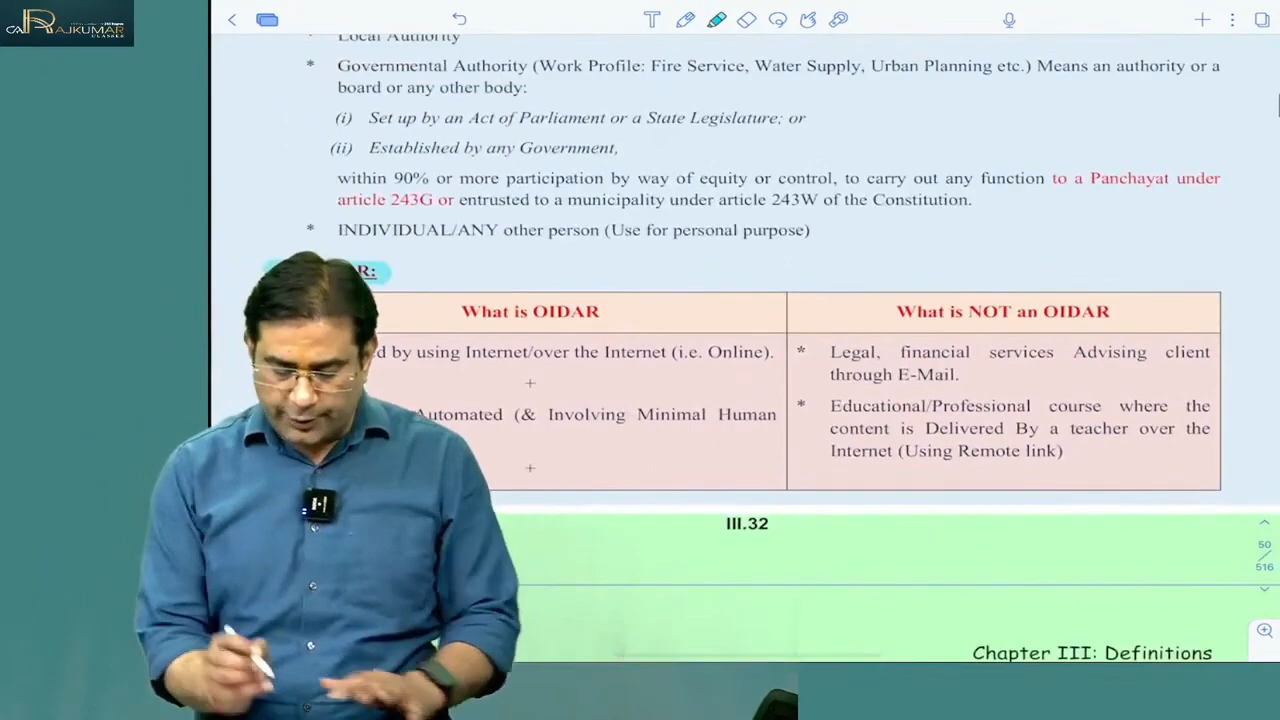 CA RAJKUMAR
CLASSES
* Local Authority
* Governmental Authority (Work Profile: Fire Service, Water Supply, Urban Planning etc.) Means an authority or a
board or any other body:
(i) Set up by an Act of Parliament or a State Legislature; or
(ii) Established by any Government,
within 90% or more participation by way of equity or control, to carry out any function to a Panchayat under
article 243G or entrusted to a municipality under article 243W of the Constitution.
* INDIVIDUAL/ANY other person (Use for personal purpose)
R:
What is OIDAR
What is NOT an OIDAR
d by using Internet/over the Internet (i.e. Online).
+
Automated (& Involving Minimal Human
+
* Legal, financial services Advising client
through E-Mail.
* Educational/Professional course where the
content is Delivered By a teacher over the
Internet (Using Remote link)
III.32
50
516
Chapter III: Definitions